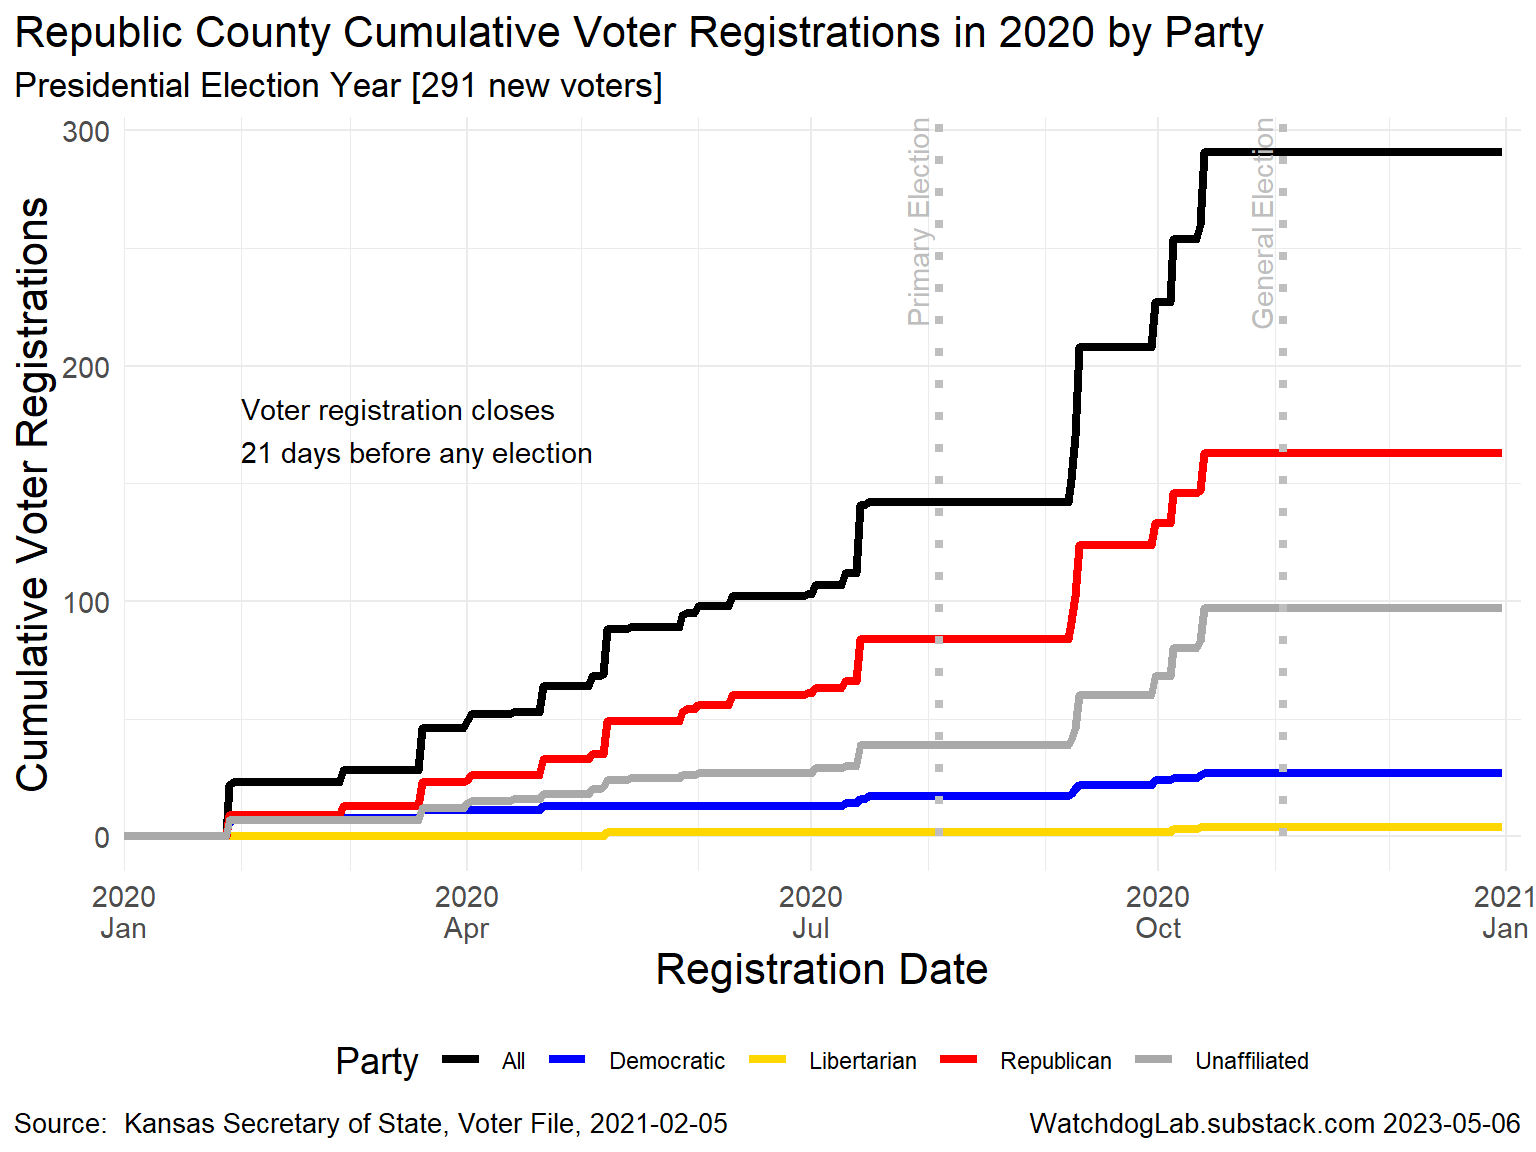 Republic County Cumulative Voter Registrations in 2020 by Party
Presidential Election Year [291 new voters]
Cumulative Voter Registrations
300
200
100
0
Primary Election
General Election
Voter registration closes
21 days before any election
2020
Jan
2020
Apr
2020
Jul
2020
Oct
2021
Jan
Registration Date
Party
All
Democratic
Libertarian
Republican
Unaffiliated
Source:  Kansas Secretary of State, Voter File, 2021-02-05
WatchdogLab.substack.com 2023-05-06